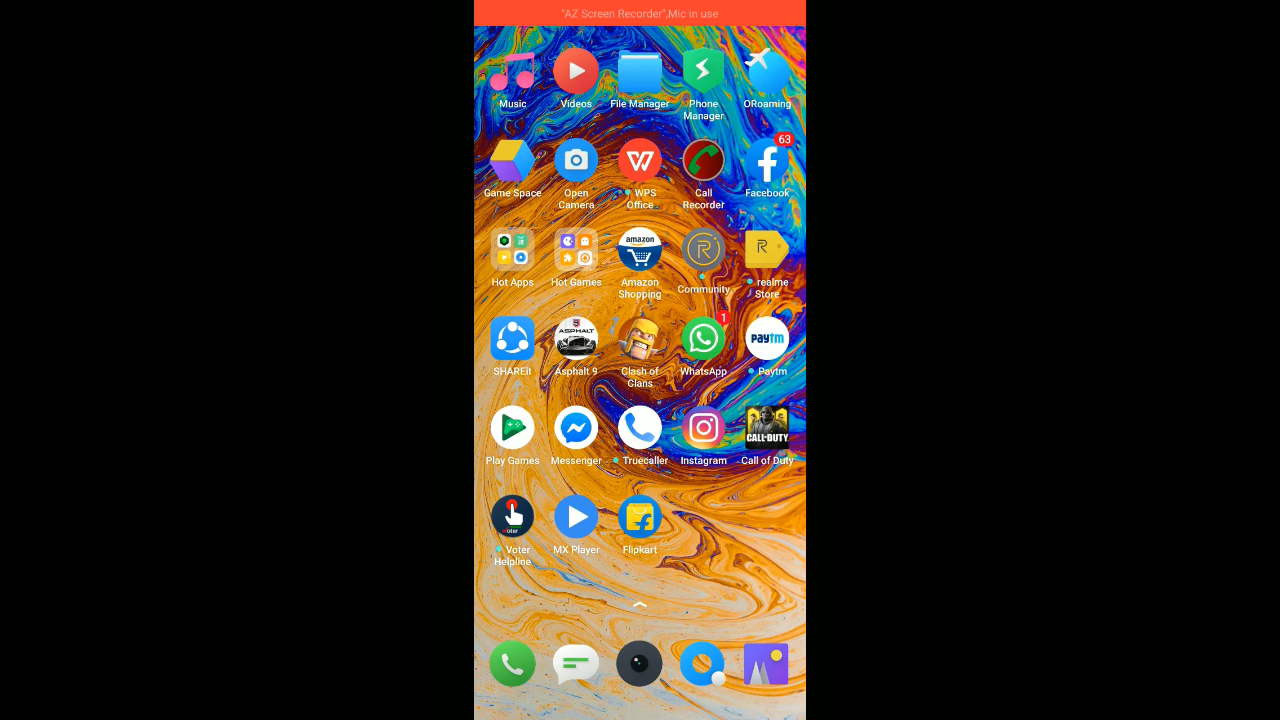 "AZ Screen Recorder",Mic in use
Music
Videos
File Manager
Phone
Manager
ORoaming
63
Game Space
Open
Camera
WPS
Office
Call
Recorder
Facebook
Hot Apps
Hot Games
amazon
Amazon
Shopping
R
Community
R
realme
Store
SHAREit
ASPHALT
Asphalt 9
Clash of
Clans
1
WhatsApp
paytm
Paytm
Play Games
Messenger
Truecaller
Instagram
CALL·DUTY
Call of Duty
Voter
Helpline
MX Player
Flipkart